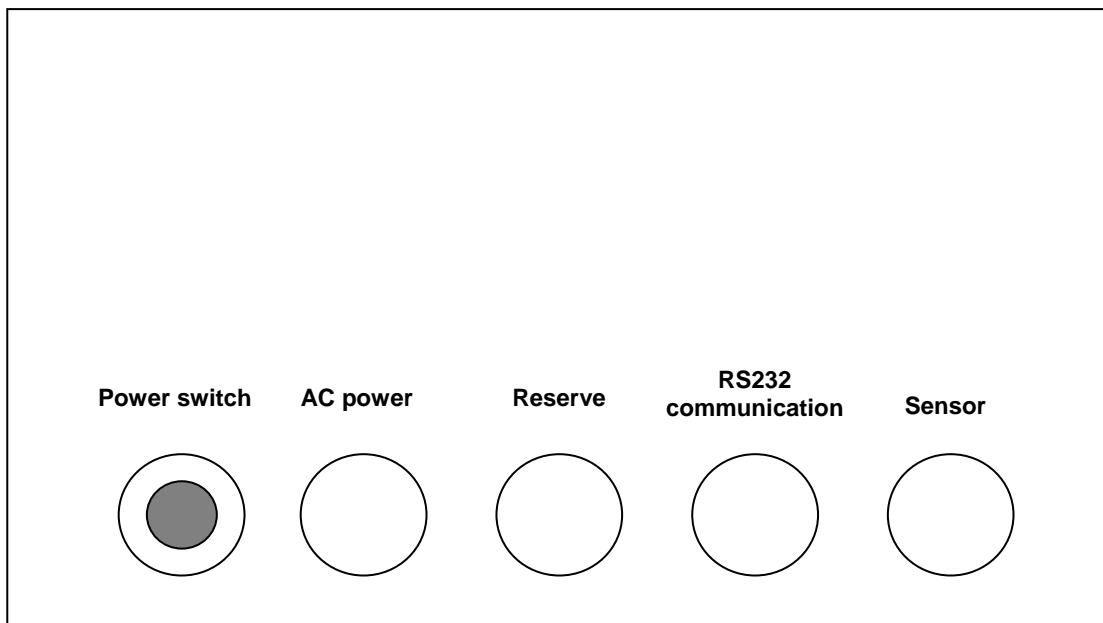 Power switch
AC power
Reserve
RS232
communication
Sensor